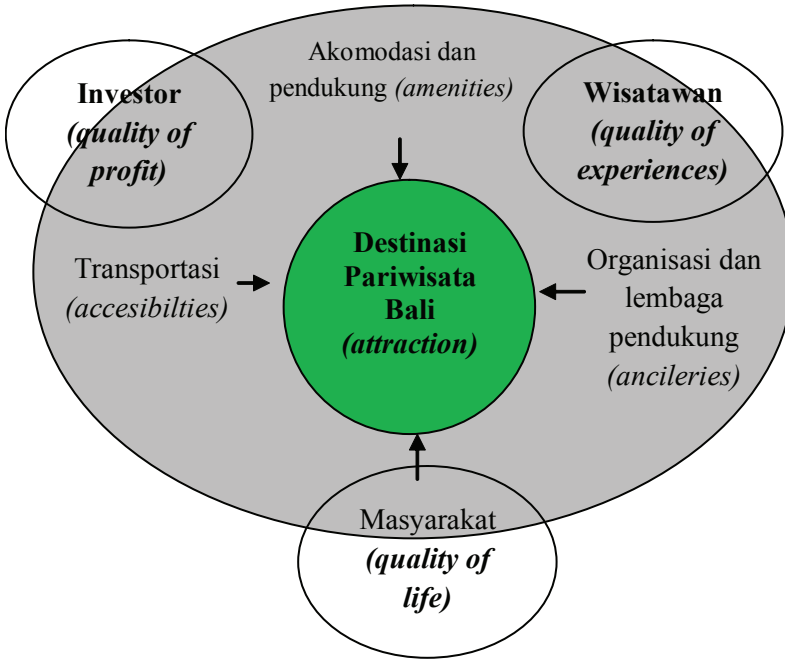 Akomodasi dan
pendukung (amenities)
Investor
(quality of
profit)
Wisatawan
(quality of
experiences)
Destinasi
Pariwisata
Bali
(attraction)
Transportasi
(accesibilties)
Organisasi dan
lembaga
pendukung
(ancileries)
Masyarakat
(quality of
life)